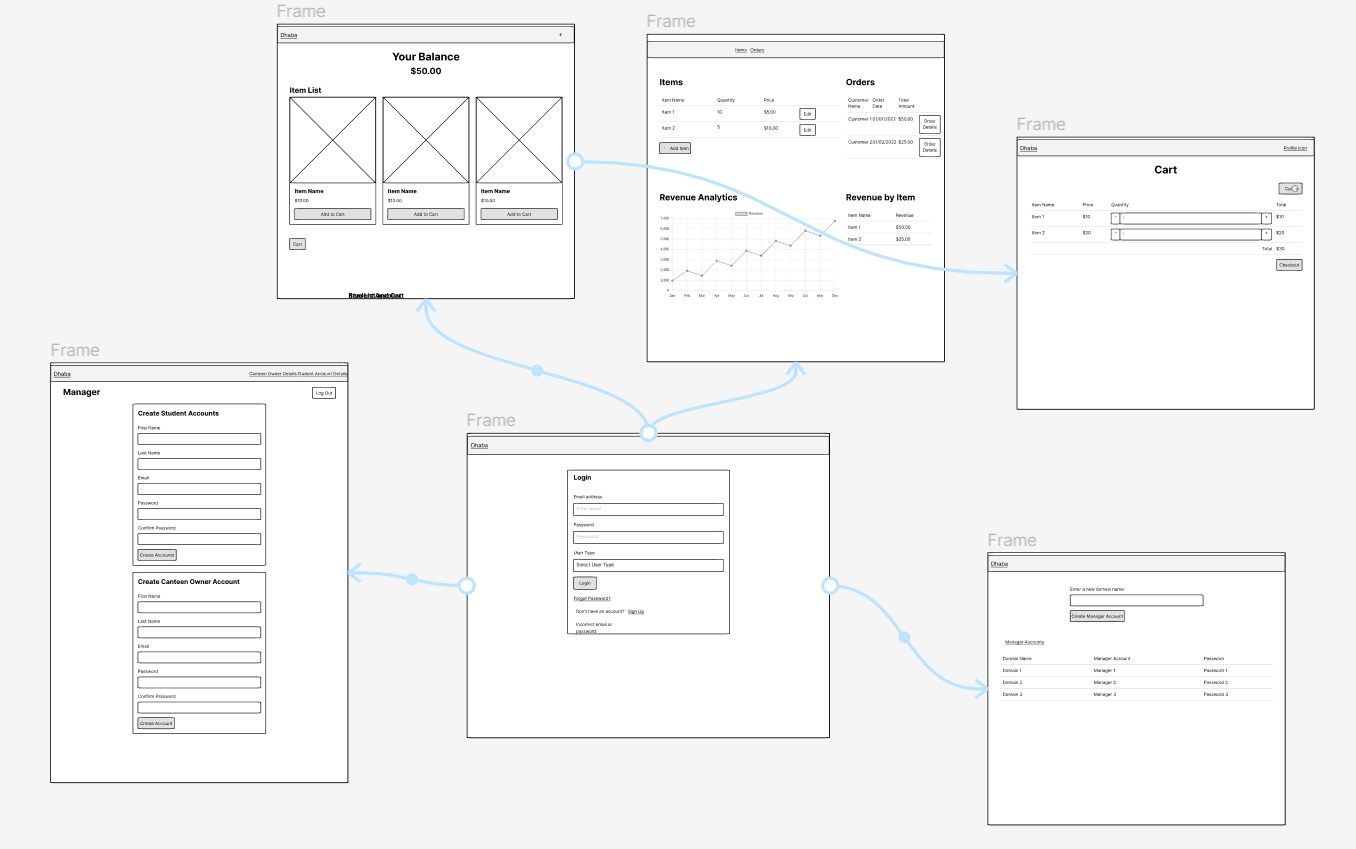 Frame
Dhaba
Your Balance
$50.00
Item List
Item Name Item Name Item Name
$10.00 $10.00 $10.00
Add to Cart Add to Cart Add to Cart
Cart
Frame
Items Orders
Items
Item Name Quantity Price
Item 1 10 $5.00 Edit
Item 2 5 $10.00 Edit
+ Add Item
Orders
Customer Name Order Date Total Amount
Customer 1 01/01/2022 $50.00 Order Details
Customer 2 01/02/2022 $25.00 Order Details
Revenue Analytics
Revenue
7,000
6,000
5,000
4,000
3,000
2,000
1,000
0
Jan Feb Mar Apr May Jun Jul Aug Sep Oct Nov Dec
Revenue by Item
Item Name Revenue
Item 1 $50.00
Item 2 $25.00
Frame
Dhaba Profile Icon
Cart
Item Name Price Quantity Total
Item 1 $10 - + $10
Item 2 $20 - + $20
Total $30
Checkout
Frame
Dhaba Canteen Owner Details Student Account Details
Manager Log Out
Create Student Accounts
First Name
Last Name
Email
Password
Confirm Password
Create Accounts
Create Canteen Owner Account
First Name
Last Name
Email
Password
Confirm Password
Create Account
Frame
Dhaba
Login
Email address
Enter email
Password
Password
User Type
Select User Type
Login
Forgot Password?
Don't have an account? Sign Up
Incorrect email or
password.
Frame
Dhaba
Enter a new domain name:
Create Manager Account
Manager Accounts
Domain Name Manager Account Password
Domain 1 Manager 1 Password 1
Domain 2 Manager 2 Password 2
Domain 3 Manager 3 Password 3